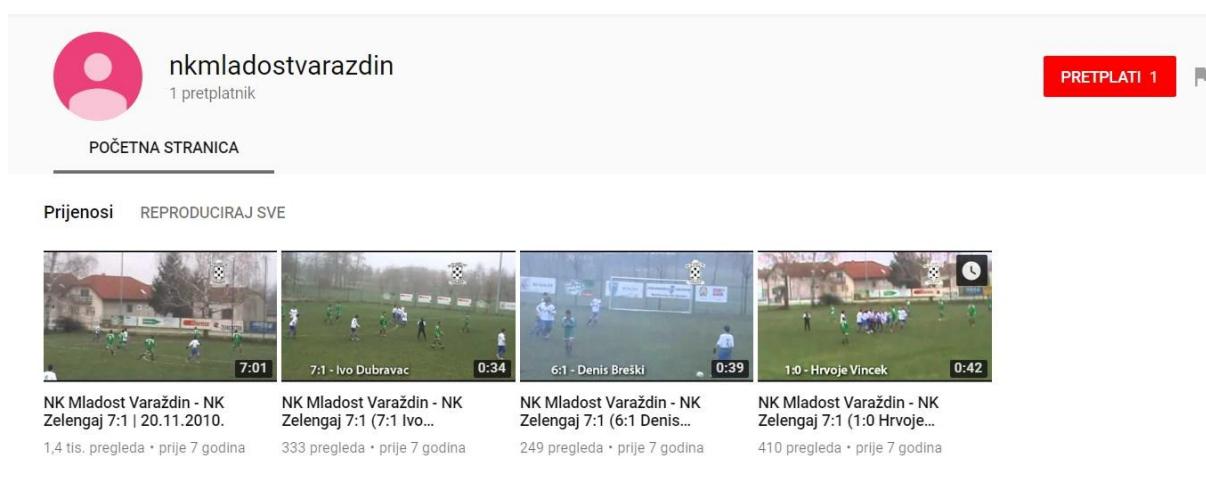 nkmladostvarazdin
1 pretplatnik
PRETPLATI 1
POČETNA STRANICA
Prijenosi REPRODUCIRAJ SVE
7:01
7:1 - Ivo Dubravac
0:34
6:1 - Denis Breški
0:39
1:0 - Hrvoje Vincek
0:42
NK Mladost Varaždin - NK
Zelengaj 7:1 | 20.11.2010.
1,4 tis. pregleda • prije 7 godina
NK Mladost Varaždin - NK
Zelengaj 7:1 (7:1 Ivo...
333 pregleda • prije 7 godina
NK Mladost Varaždin - NK
Zelengaj 7:1 (6:1 Denis...
249 pregleda • prije 7 godina
NK Mladost Varaždin - NK
Zelengaj 7:1 (1:0 Hrvoje...
410 pregleda • prije 7 godina